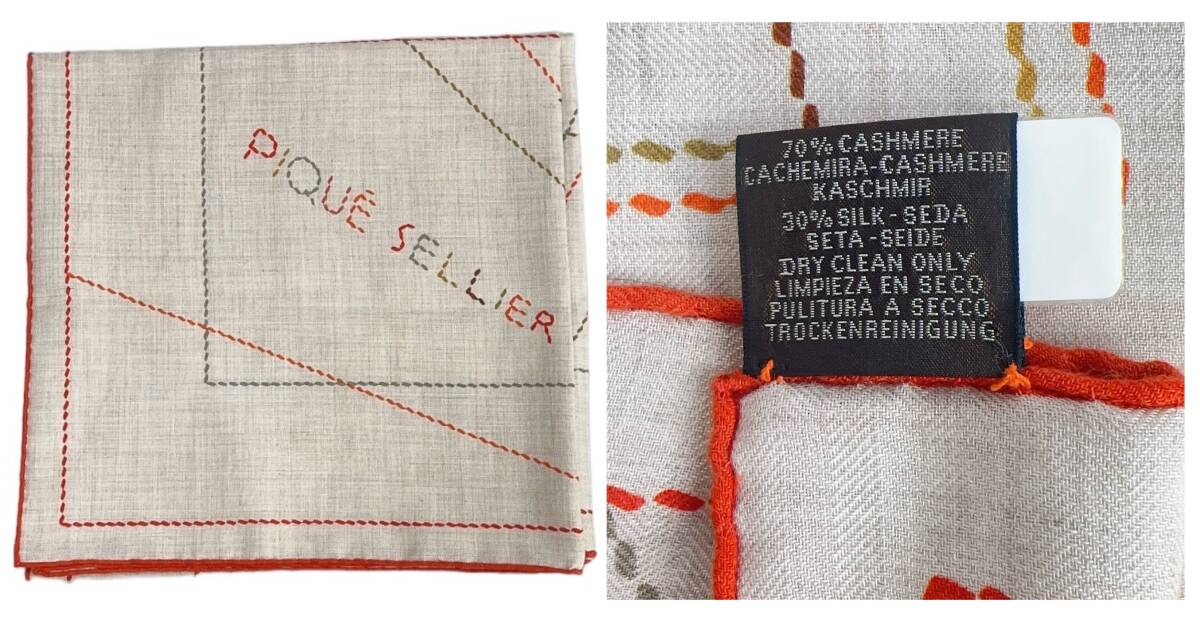 PIQUÉ SELLIER
70% CASHMERE
CACHEMIRA-CASHMERE
KASCHMIR
30% SILK-SEDA
SETA-SEIDE
DRY CLEAN ONLY
LIMPIEZA EN SECO
PULITURA A SECCO
TROCKENREINIGUNG